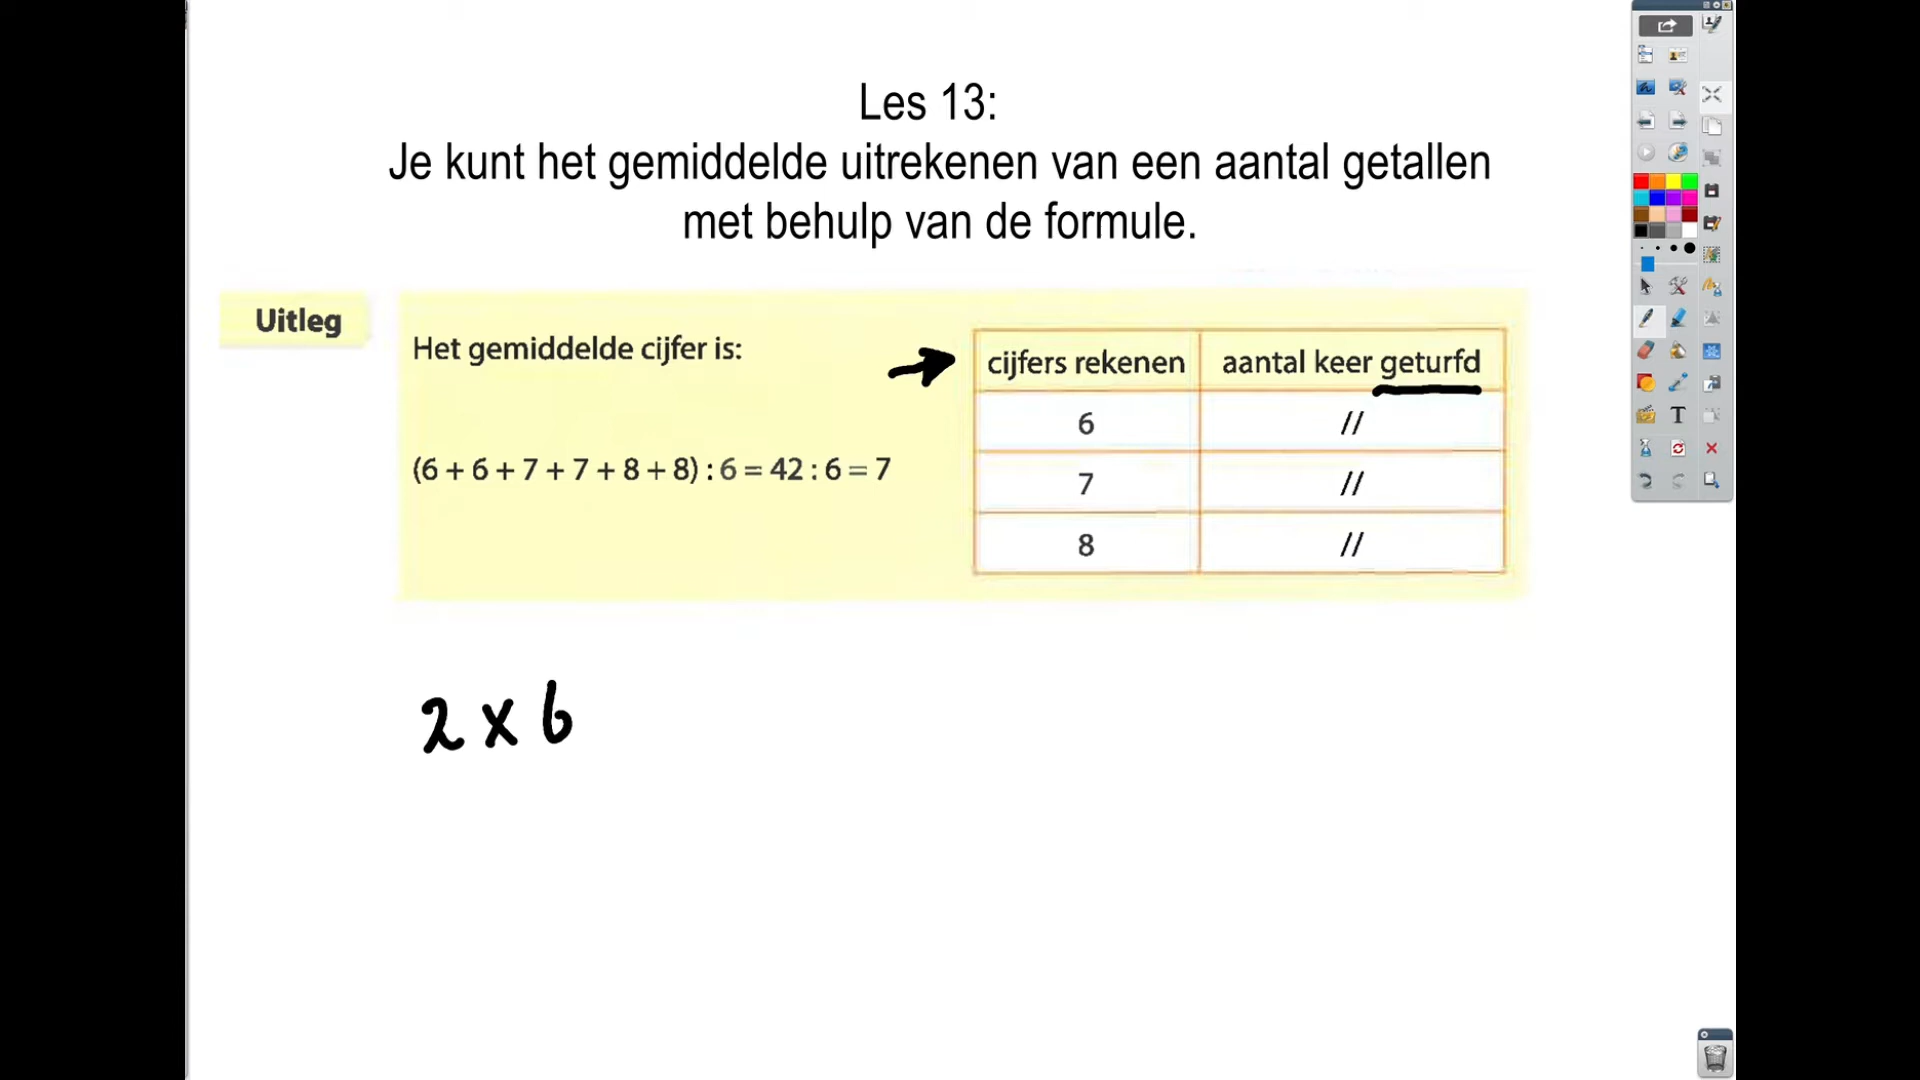 Les 13:
Je kunt het gemiddelde uitrekenen van een aantal getallen
met behulp van de formule.
Uitleg
Het gemiddelde cijfer is:
(6 + 6 + 7 + 7 + 8 + 8) : 6 = 42 : 6 = 7
cijfers rekenen aantal keer geturfd
6 //
7 //
8 //
2 x 6